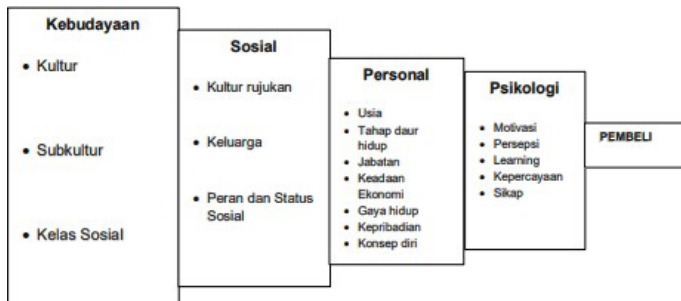 Kebudayaan
• Kultur
• Subkultur
• Kelas Sosial
Sosial
• Kultur rujukan
• Keluarga
• Peran dan Status
Sosial
Personal
• Usia
• Tahap daur
hidup
• Jabatan
• Keadaan
Ekonomi
• Gaya hidup
• Kepribadian
• Konsep diri
Psikologi
• Motivasi
• Persepsi
• Learning
• Kepercayaan
• Sikap
PEMBELI